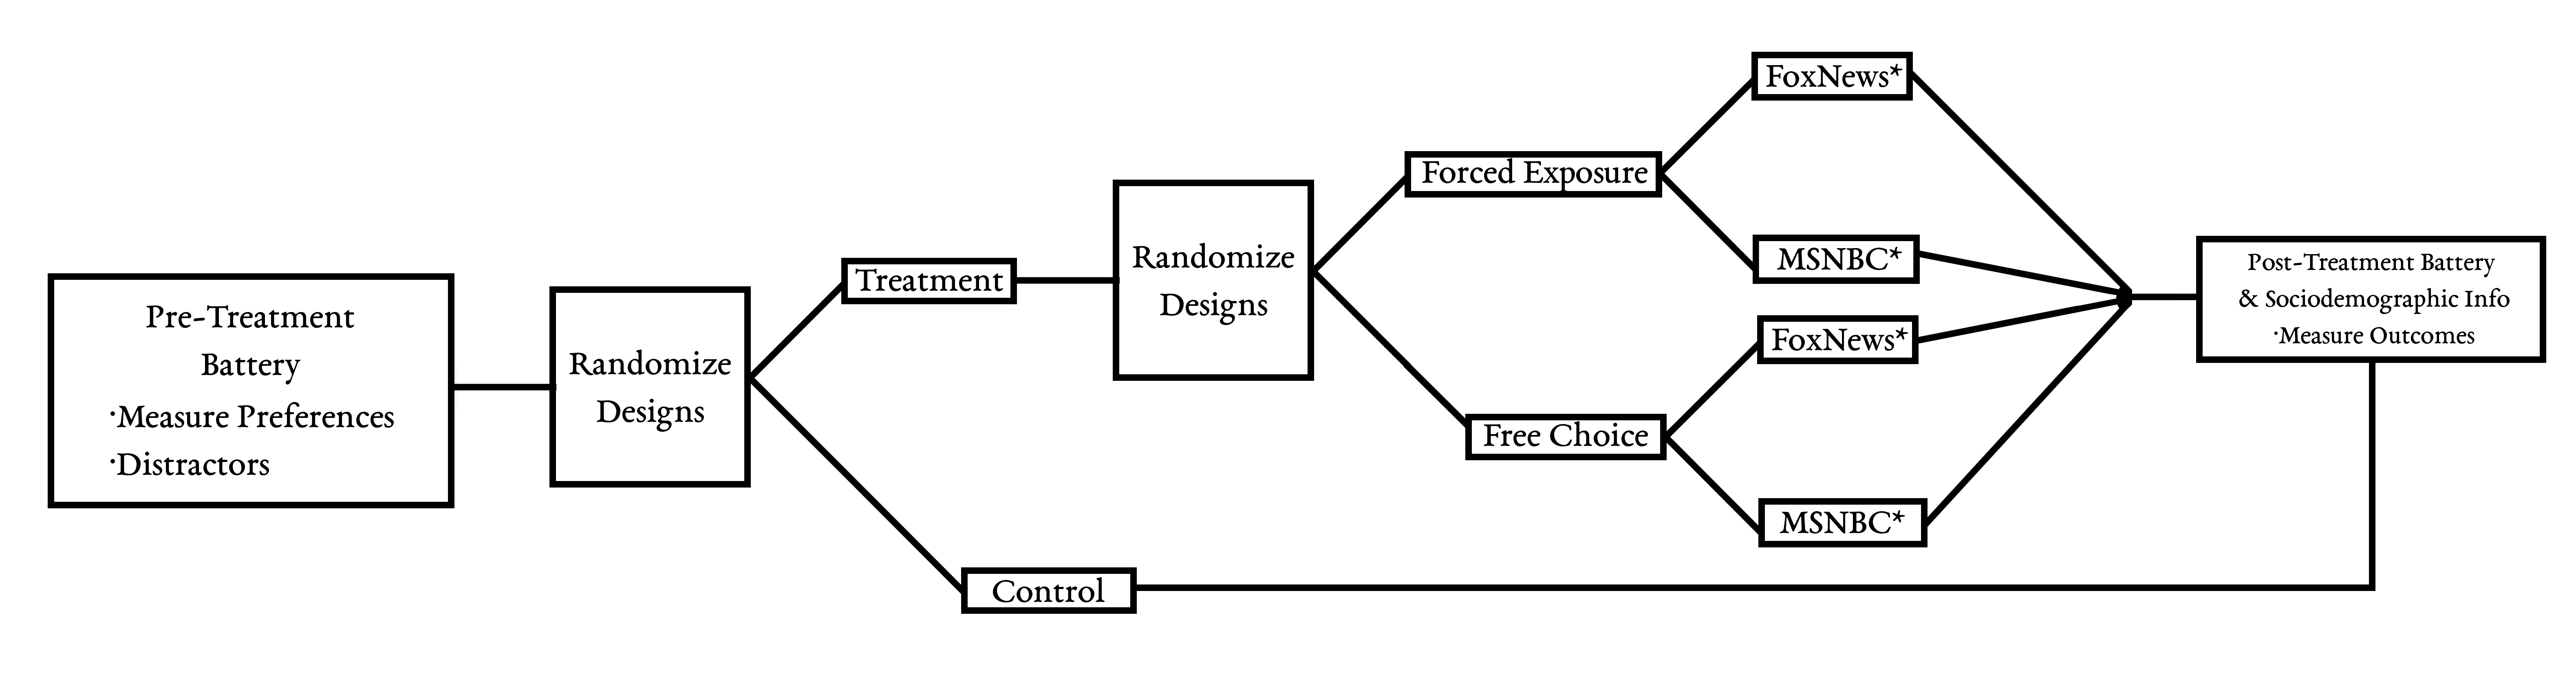 Pre-Treatment
Battery
·Measure Preferences
·Distractors
Randomize
Designs
Treatment
Control
Randomize
Designs
Forced Exposure
Free Choice
FoxNews*
MSNBC*
FoxNews*
MSNBC*
Post-Treatment Battery
& Sociodemographic Info
·Measure Outcomes